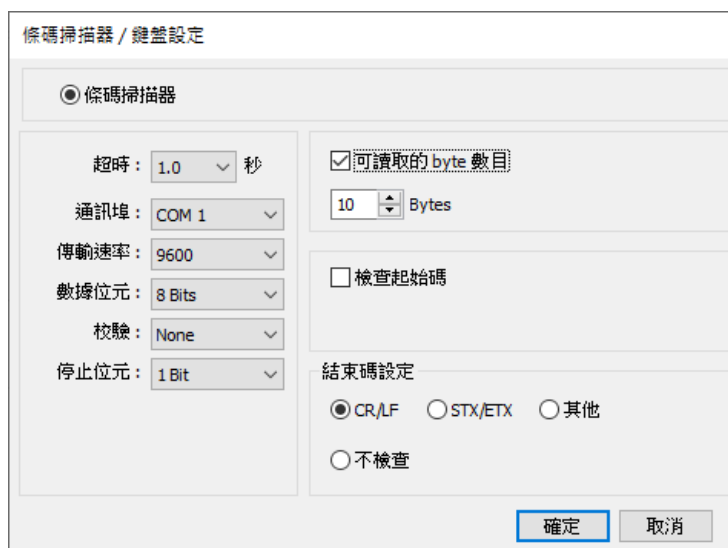 條碼掃描器 / 鍵盤設定
條碼掃描器
超時： 1.0 秒
通訊埠： COM 1
傳輸速率： 9600
數據位元： 8 Bits
校驗： None
停止位元： 1 Bit
可讀取的 byte 數目
10 Bytes
檢查起始碼
結束碼設定
CR/LF STX/ETX 其他
不檢查
確定 取消